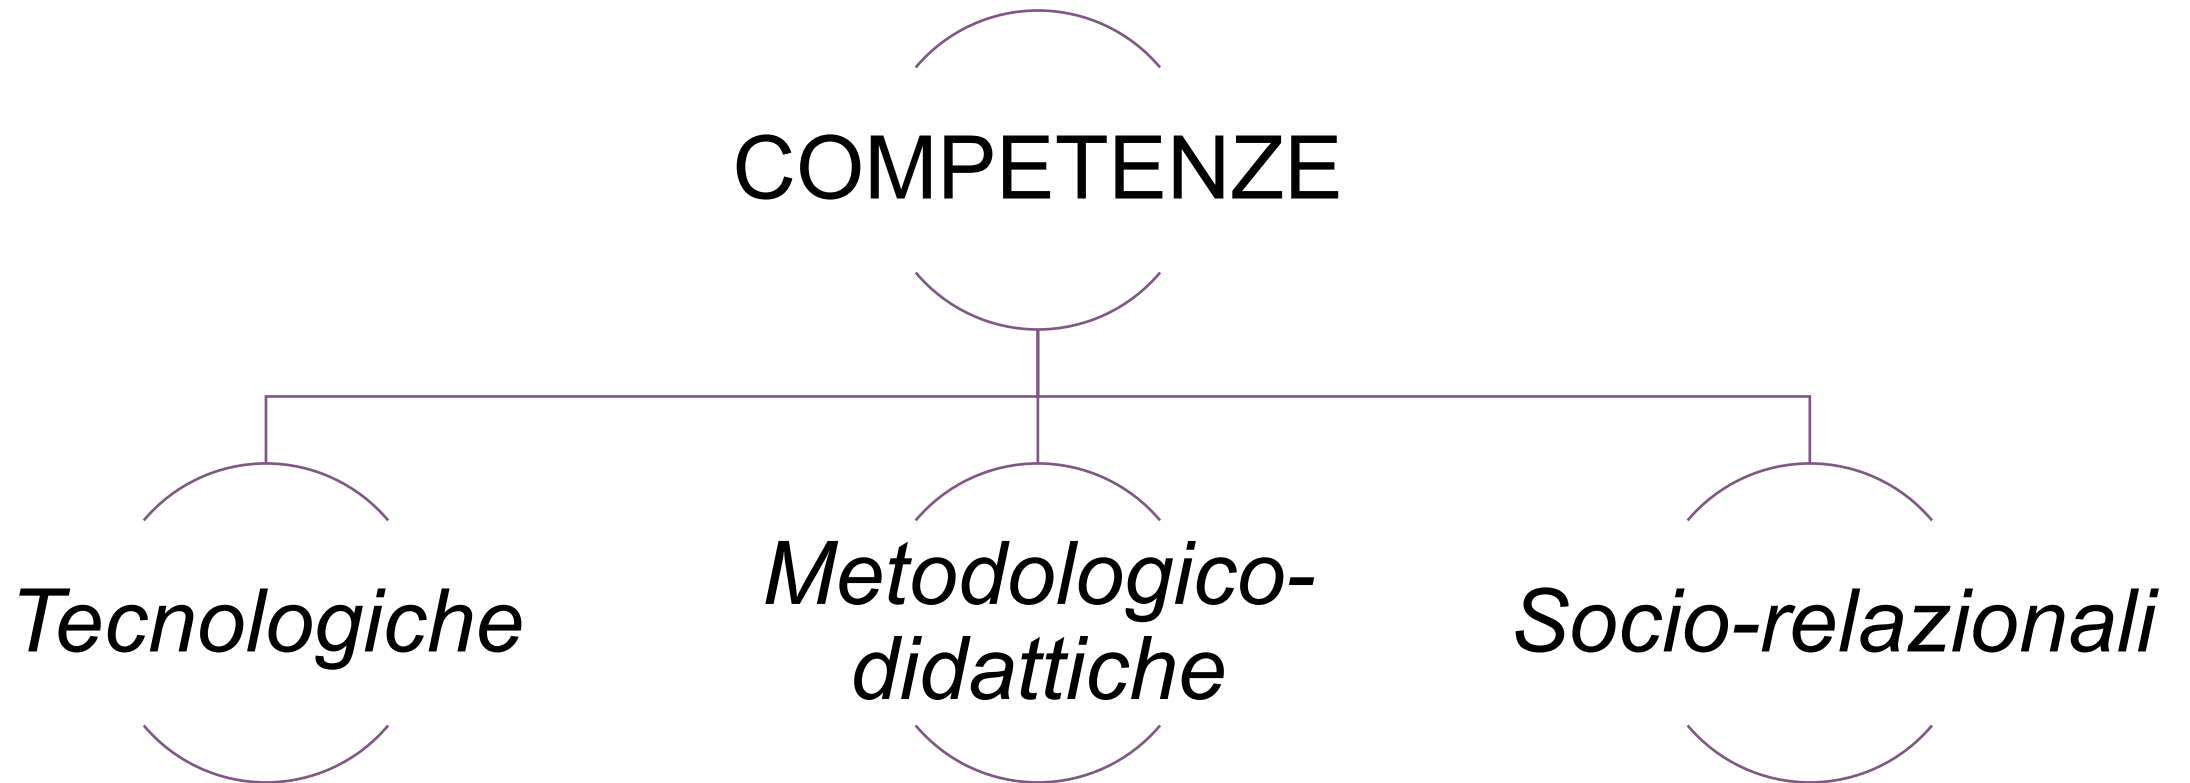 COMPETENZE
Tecnologiche
Metodologico-
didattiche
Socio-relazionali